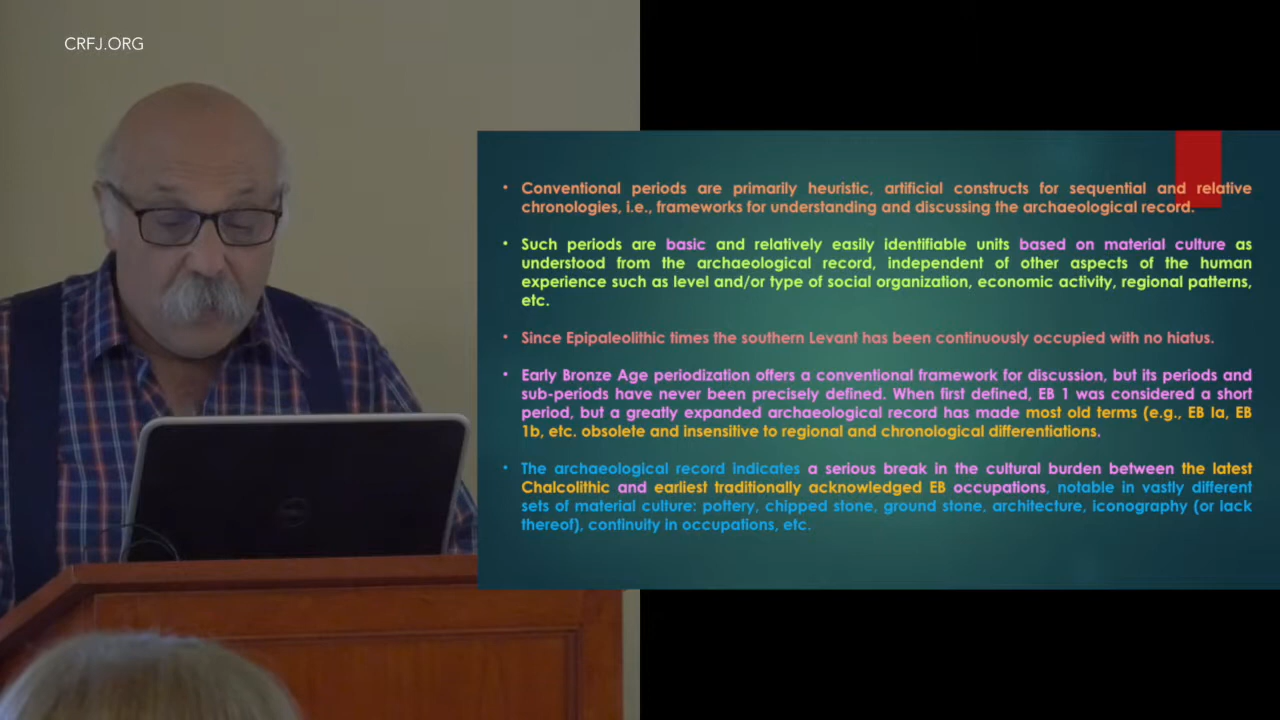 CRFJ.ORG
• Conventional periods are primarily heuristic, artificial constructs for sequential and relative
chronologies, i.e., frameworks for understanding and discussing the archaeological record.
• Such periods are basic and relatively easily identifiable units based on material culture as
understood from the archaeological record, independent of other aspects of the human
experience such as level and/or type of social organization, economic activity, regional patterns,
etc.
• Since Epipaleolithic times the southern Levant has been continuously occupied with no hiatus.
• Early Bronze Age periodization offers a conventional framework for discussion, but its periods and
sub-periods have never been precisely defined. When first defined, EB 1 was considered a short
period, but a greatly expanded archaeological record has made most old terms (e.g., EB Ia, EB
1b, etc. obsolete and insensitive to regional and chronological differentiations.
• The archaeological record indicates a serious break in the cultural burden between the latest
Chalcolithic and earliest traditionally acknowledged EB occupations, notable in vastly different
sets of material culture: pottery, chipped stone, ground stone, architecture, iconography (or lack
thereof), continuity in occupations, etc.